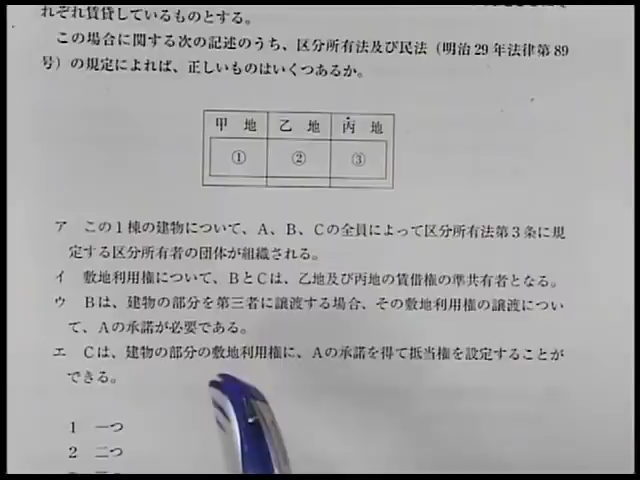 れぞれ賃貸しているものとする。
この場合に関する次の記述のうち、区分所有法及び民法（明治29年法律第89
号）の規定によれば、正しいものはいくつあるか。
甲 地 乙 地 丙 地
① ② ③
ア この１棟の建物について、Ａ、Ｂ、Ｃの全員によって区分所有法第３条に規
定する区分所有者の団体が組織される。
イ 敷地利用権について、ＢとＣは、乙地及び丙地の賃借権の準共有者となる。
ウ Ｂは、建物の部分を第三者に譲渡する場合、その敷地利用権の譲渡につい
て、Ａの承諾が必要である。
エ Ｃは、建物の部分の敷地利用権に、Ａの承諾を得て抵当権を設定することが
できる。
１ 一つ
２ 二つ